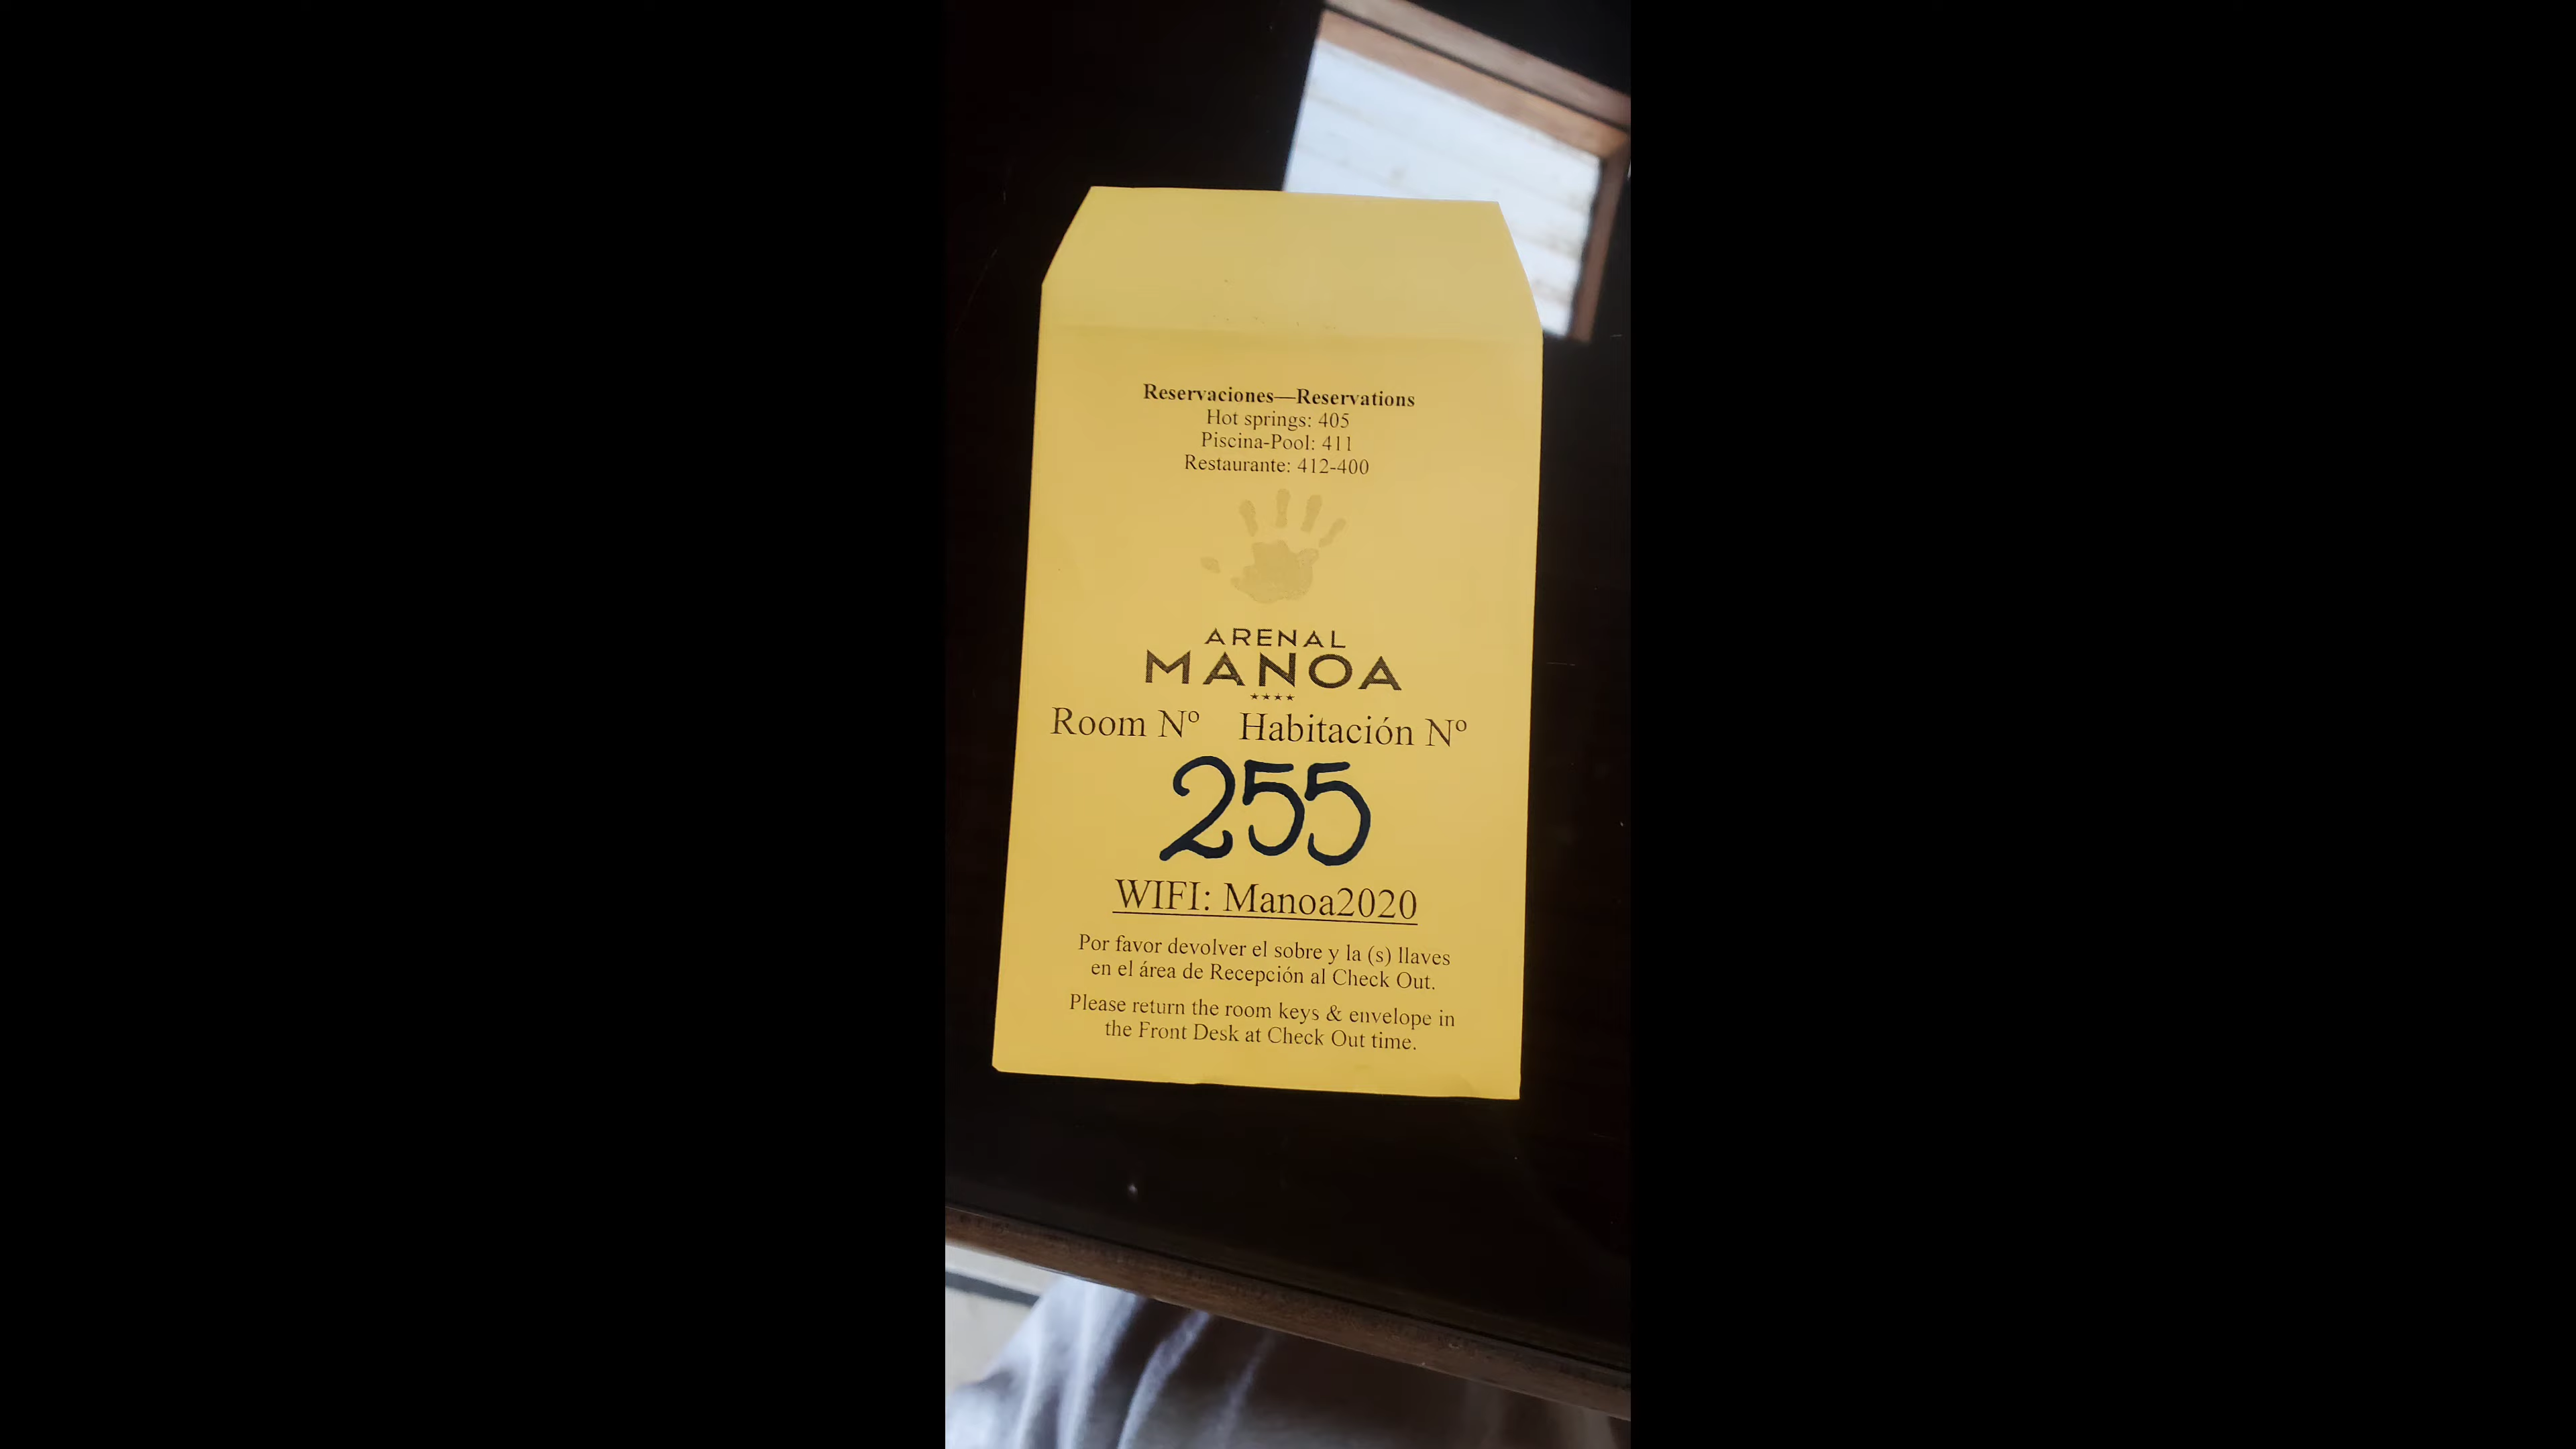 Reservaciones—Reservations
Hot springs: 405
Piscina-Pool: 411
Restaurante: 412-400
ARENAL
MANOA
★★★★
Room Nº Habitación Nº
255
WIFI: Manoa2020
Por favor devolver el sobre y la (s) llaves
en el área de Recepción al Check Out.
Please return the room keys & envelope in
the Front Desk at Check Out time.